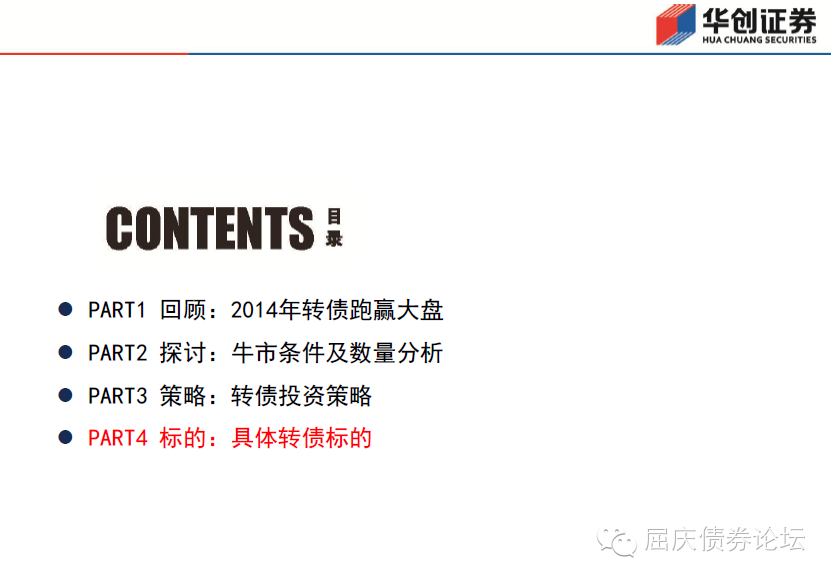 华创证券
HUA CHUANG SECURITIES
CONTENTS 目录
PART1 回顾：2014年转债跑赢大盘
PART2 探讨：牛市条件及数量分析
PART3 策略：转债投资策略
PART4 标的：具体转债标的
屈庆债券论坛